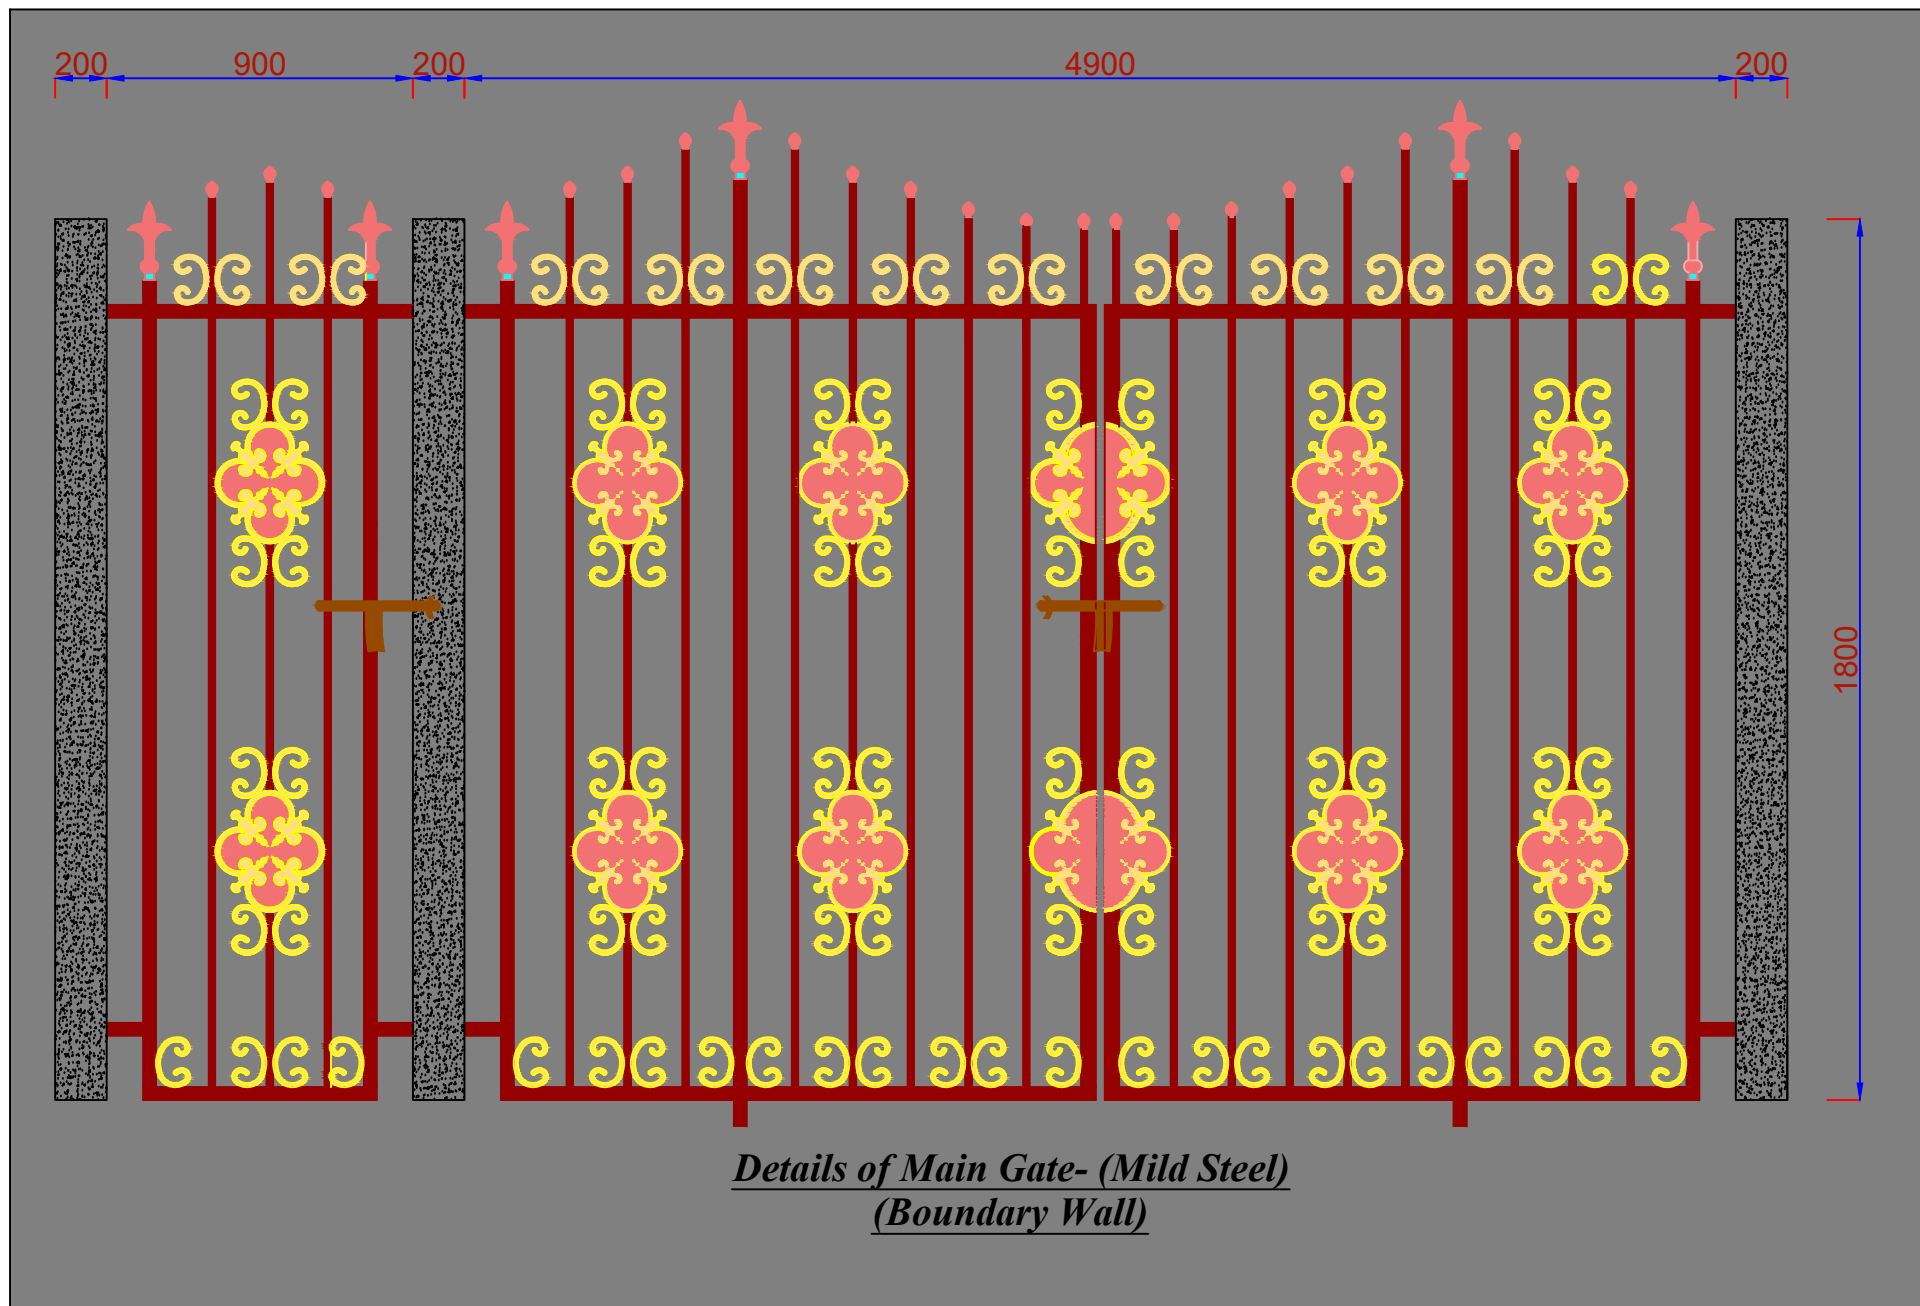 200 900 200 4900 200
1800
Details of Main Gate- (Mild Steel)
(Boundary Wall)